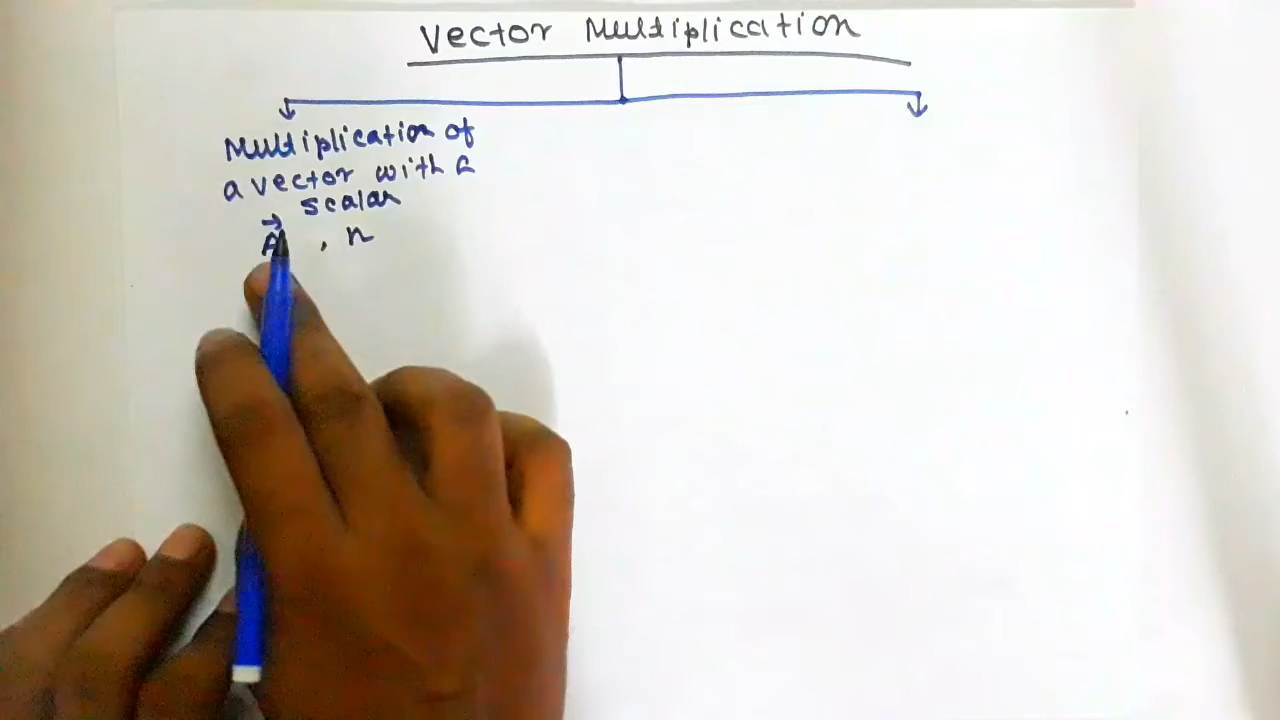 Vector Multiplication
Multiplication of
a vector with a
scalar
A⃗ , n